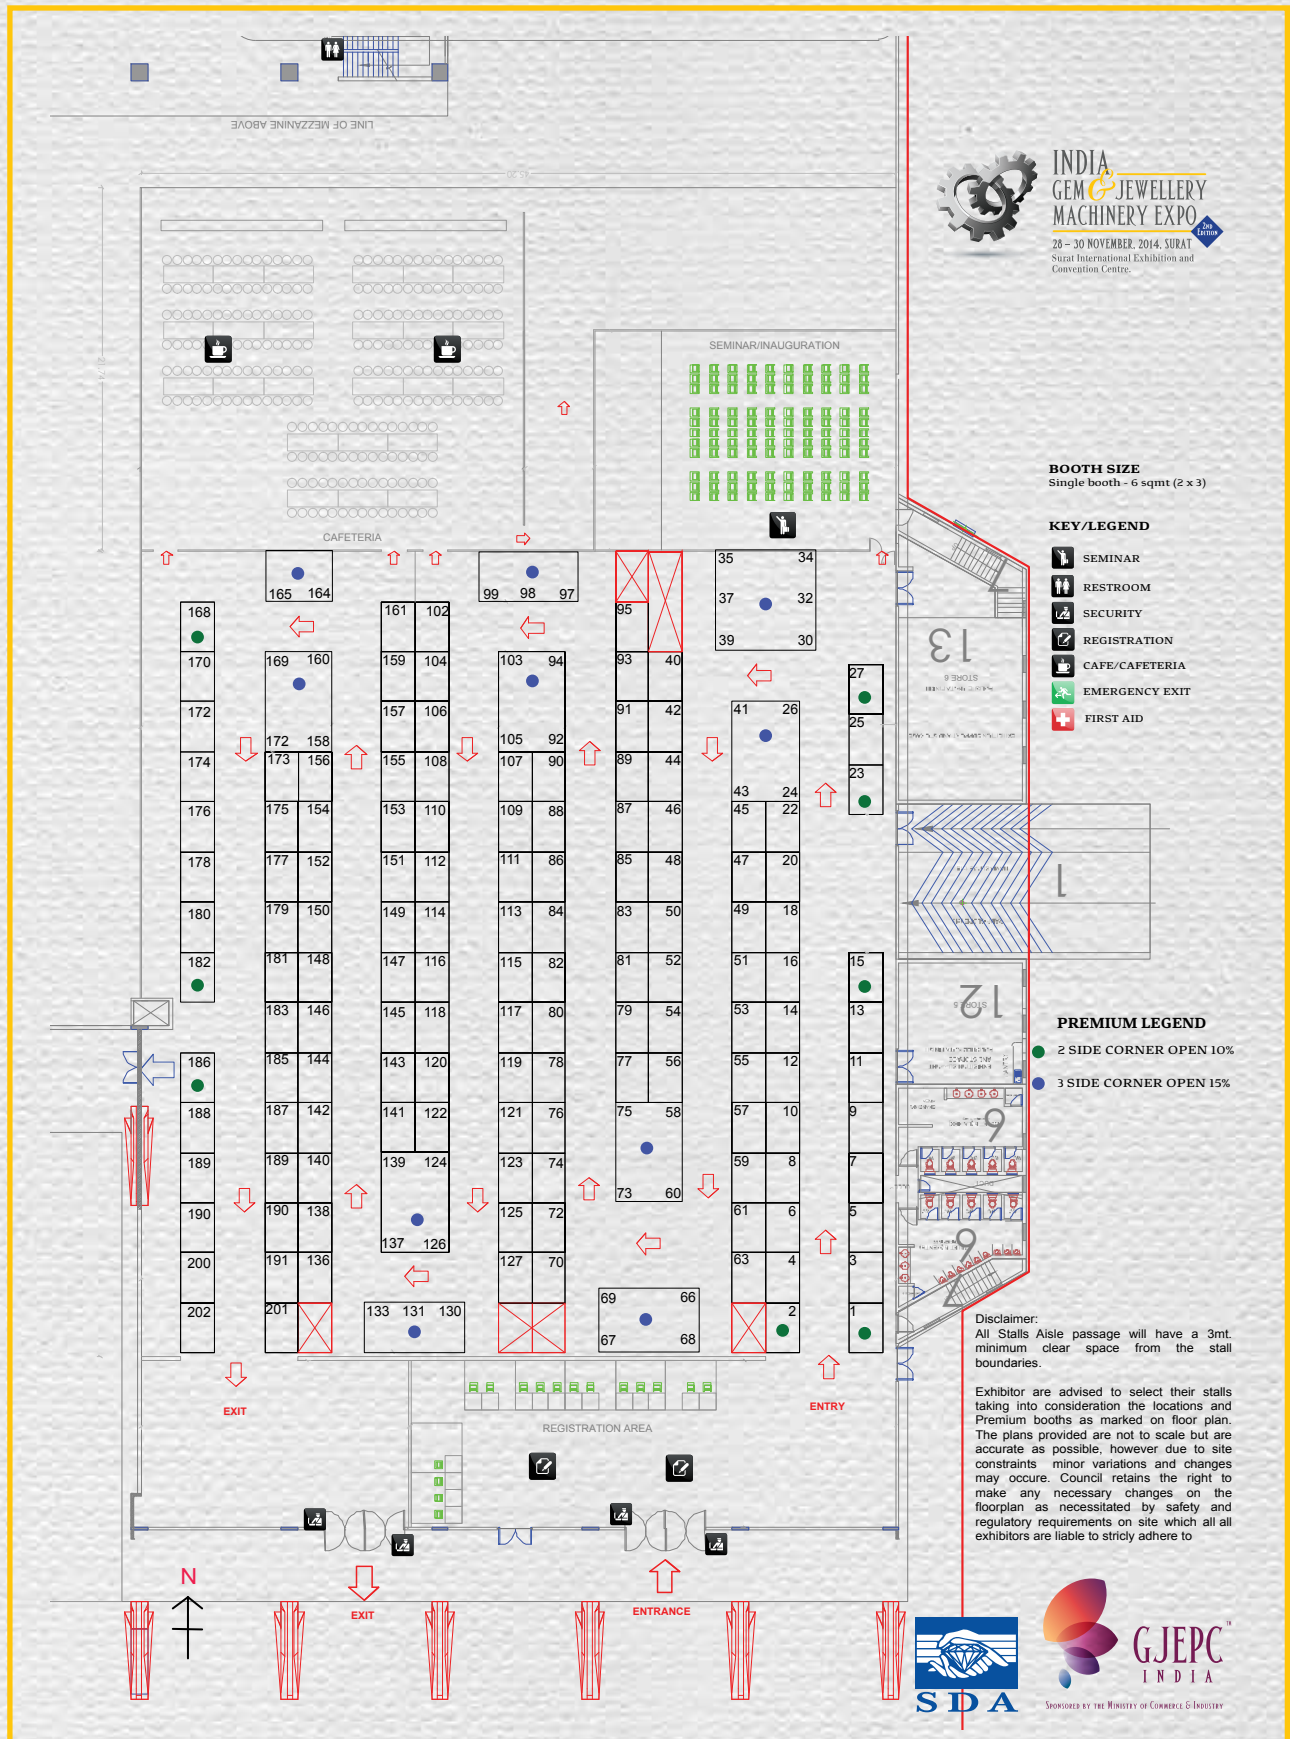 LINE OF MEZZANINE ABOVE
45.20
INDIA
GEM & JEWELLERY
MACHINERY EXPO
2ND
EDITION
28 – 30 NOVEMBER, 2014, SURAT
Surat International Exhibition and
Convention Centre.
SEMINAR/INAUGURATION
CAFETERIA
BOOTH SIZE
Single booth - 6 sqmt (2 x 3)
KEY/LEGEND
SEMINAR
RESTROOM
SECURITY
REGISTRATION
CAFE/CAFETERIA
EMERGENCY EXIT
FIRST AID
35 34
165 164 99 98 97
37 32
168 161 102 95
39 30
170 169 160 159 104 103 94 93 40 27
172 157 106 91 42 41 26 25
172 158 105 92
174 173 156 155 108 107 90 89 44 23
43 24
176 175 154 153 110 109 88 87 46 45 22
178 177 152 151 112 111 86 85 48 47 20
180 179 150 149 114 113 84 83 50 49 18
182 181 148 147 116 115 82 81 52 51 16 15
183 146 145 118 117 80 79 54 53 14 13
186 185 144 143 120 119 78 77 56 55 12 11
188 187 142 141 122 121 76 75 58 57 10 9
189 189 140 139 124 123 74 59 8 7
73 60
190 190 138 125 72 61 6 5
137 126
200 191 136 127 70 63 4 3
69 66
202 201 133 131 130 2 1
67 68
13
STORE 6
1
12
STORE 5
DUCT
9
9
7
PREMIUM LEGEND
2 SIDE CORNER OPEN 10%
3 SIDE CORNER OPEN 15%
Disclaimer:
All Stalls Aisle passage will have a 3mt.
minimum clear space from the stall
boundaries.
Exhibitor are advised to select their stalls
taking into consideration the locations and
Premium booths as marked on floor plan.
The plans provided are not to scale but are
accurate as possible, however due to site
constraints minor variations and changes
may occure. Council retains the right to
make any necessary changes on the
floorplan as necessitated by safety and
regulatory requirements on site which all all
exhibitors are liable to stricly adhere to
EXIT
ENTRY
REGISTRATION AREA
N
EXIT
ENTRANCE
SDA
GJEPC
TM
INDIA
SPONSORED BY THE MINISTRY OF COMMERCE & INDUSTRY